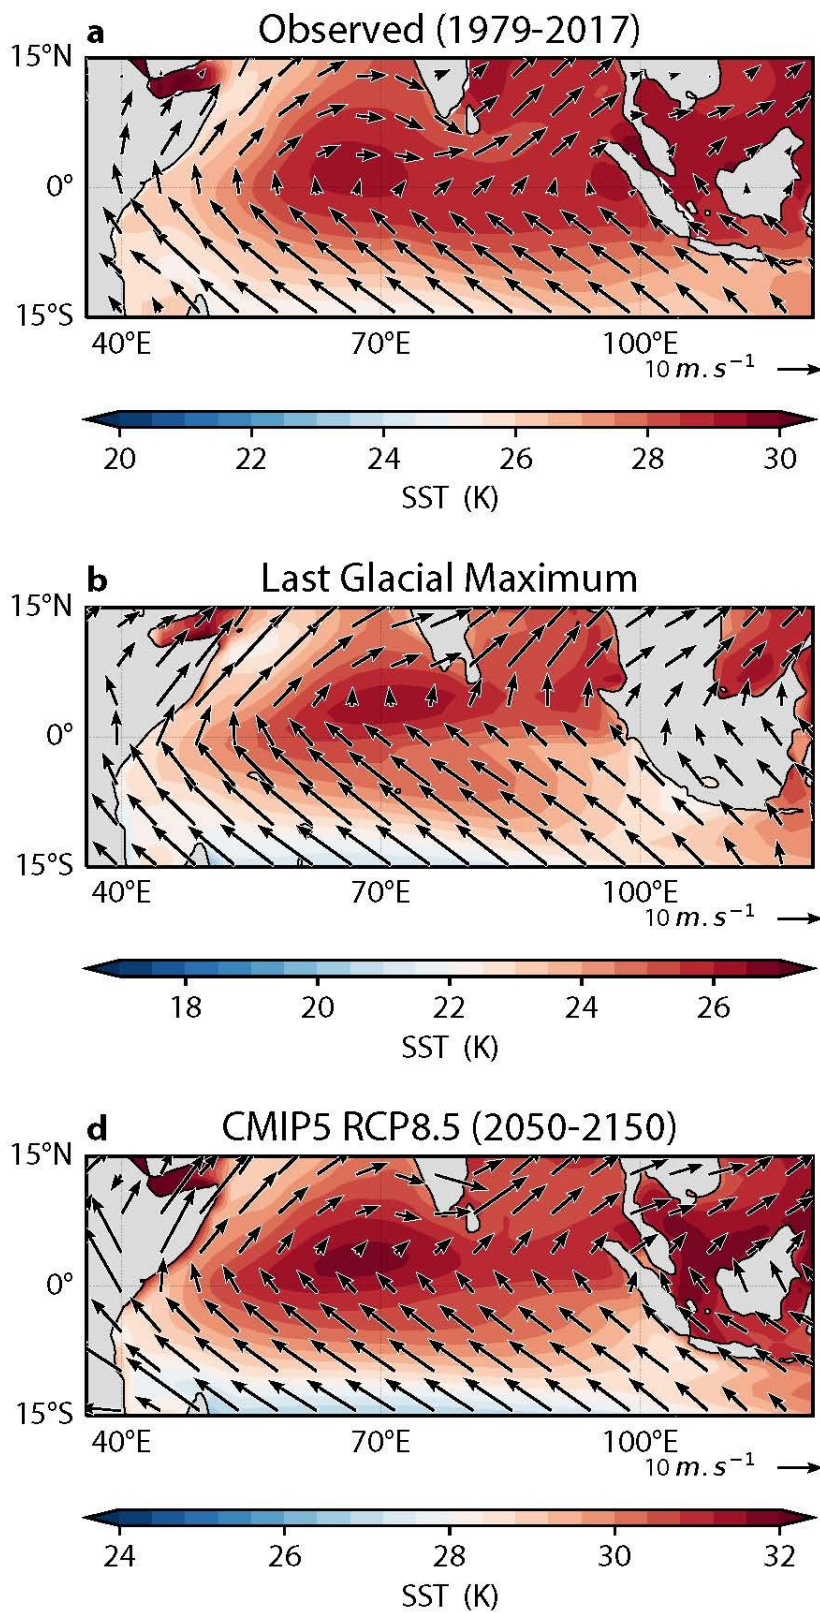 a Observed (1979-2017)
15°N
0°
15°S
40°E 70°E 100°E
10 m.s⁻¹
20 22 24 26 28 30
SST (K)
b Last Glacial Maximum
15°N
0°
15°S
40°E 70°E 100°E
10 m.s⁻¹
18 20 22 24 26
SST (K)
d CMIP5 RCP8.5 (2050-2150)
15°N
0°
15°S
40°E 70°E 100°E
10 m.s⁻¹
24 26 28 30 32
SST (K)